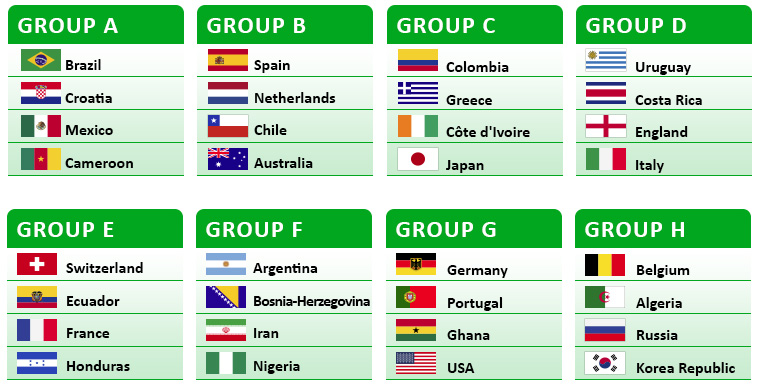 GROUP A
Brazil
Croatia
Mexico
Cameroon
GROUP B
Spain
Netherlands
Chile
Australia
GROUP C
Colombia
Greece
Côte d'Ivoire
Japan
GROUP D
Uruguay
Costa Rica
England
Italy
GROUP E
Switzerland
Ecuador
France
Honduras
GROUP F
Argentina
Bosnia-Herzegovina
Iran
Nigeria
GROUP G
Germany
Portugal
Ghana
USA
GROUP H
Belgium
Algeria
Russia
Korea Republic